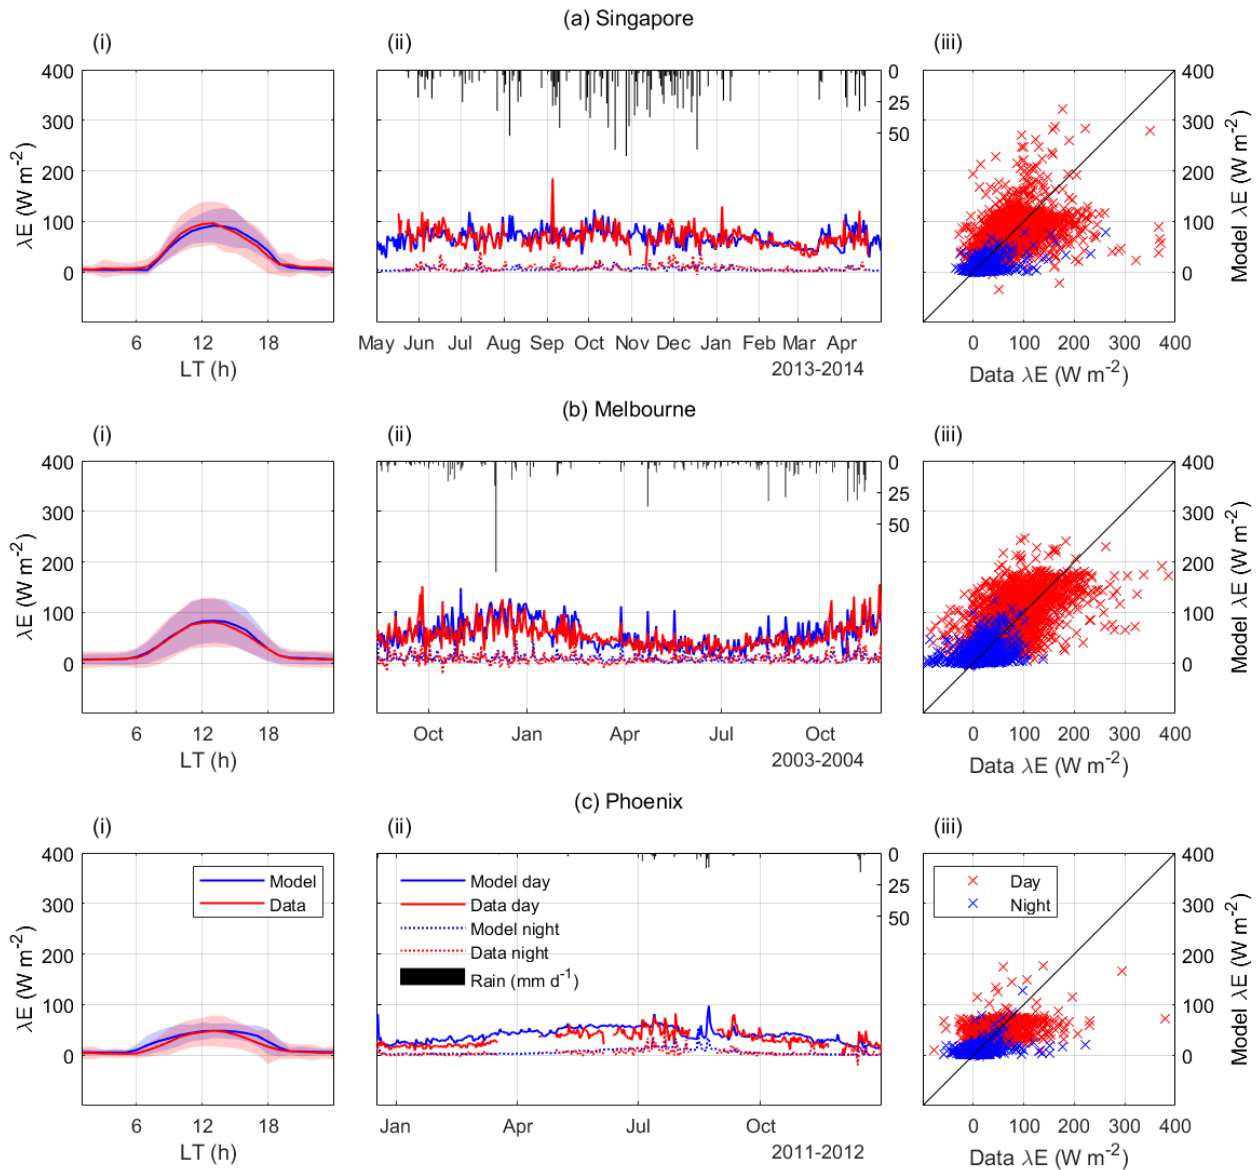 (a) Singapore
(i) (ii) (iii)
400 300 200 100 0
λE (W m-2)
6 12 18
LT (h)
0 25 50
May Jun Jul Aug Sep Oct Nov Dec Jan Feb Mar Apr
2013-2014
400 300 200 100 0
Model λE (W m-2)
0 100 200 300 400
Data λE (W m-2)
(b) Melbourne
(i) (ii) (iii)
400 300 200 100 0
λE (W m-2)
6 12 18
LT (h)
0 25 50
Oct Jan Apr Jul Oct
2003-2004
400 300 200 100 0
Model λE (W m-2)
0 100 200 300 400
Data λE (W m-2)
(c) Phoenix
(i) (ii) (iii)
400 300 200 100 0
λE (W m-2)
Model
Data
6 12 18
LT (h)
Model day
Data day
Model night
Data night
Rain (mm d-1)
0 25 50
Jan Apr Jul Oct
2011-2012
Day
Night
400 300 200 100 0
Model λE (W m-2)
0 100 200 300 400
Data λE (W m-2)